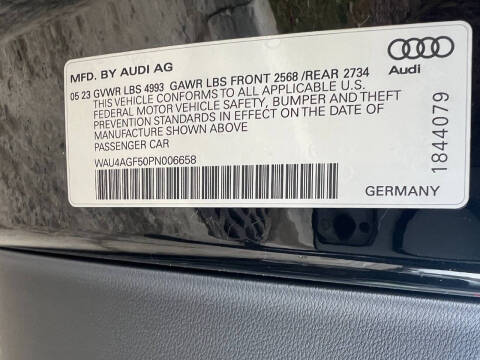 MFD. BY AUDI AG
05 23 GVWR LBS 4993 GAWR LBS FRONT 2568 /REAR 2734
THIS VEHICLE CONFORMS TO ALL APPLICABLE U.S.
FEDERAL MOTOR VEHICLE SAFETY, BUMPER AND THEFT
PREVENTION STANDARDS IN EFFECT ON THE DATE OF
MANUFACTURE SHOWN ABOVE
PASSENGER CAR
WAU4AGF50PN006658
Audi
1844079
GERMANY